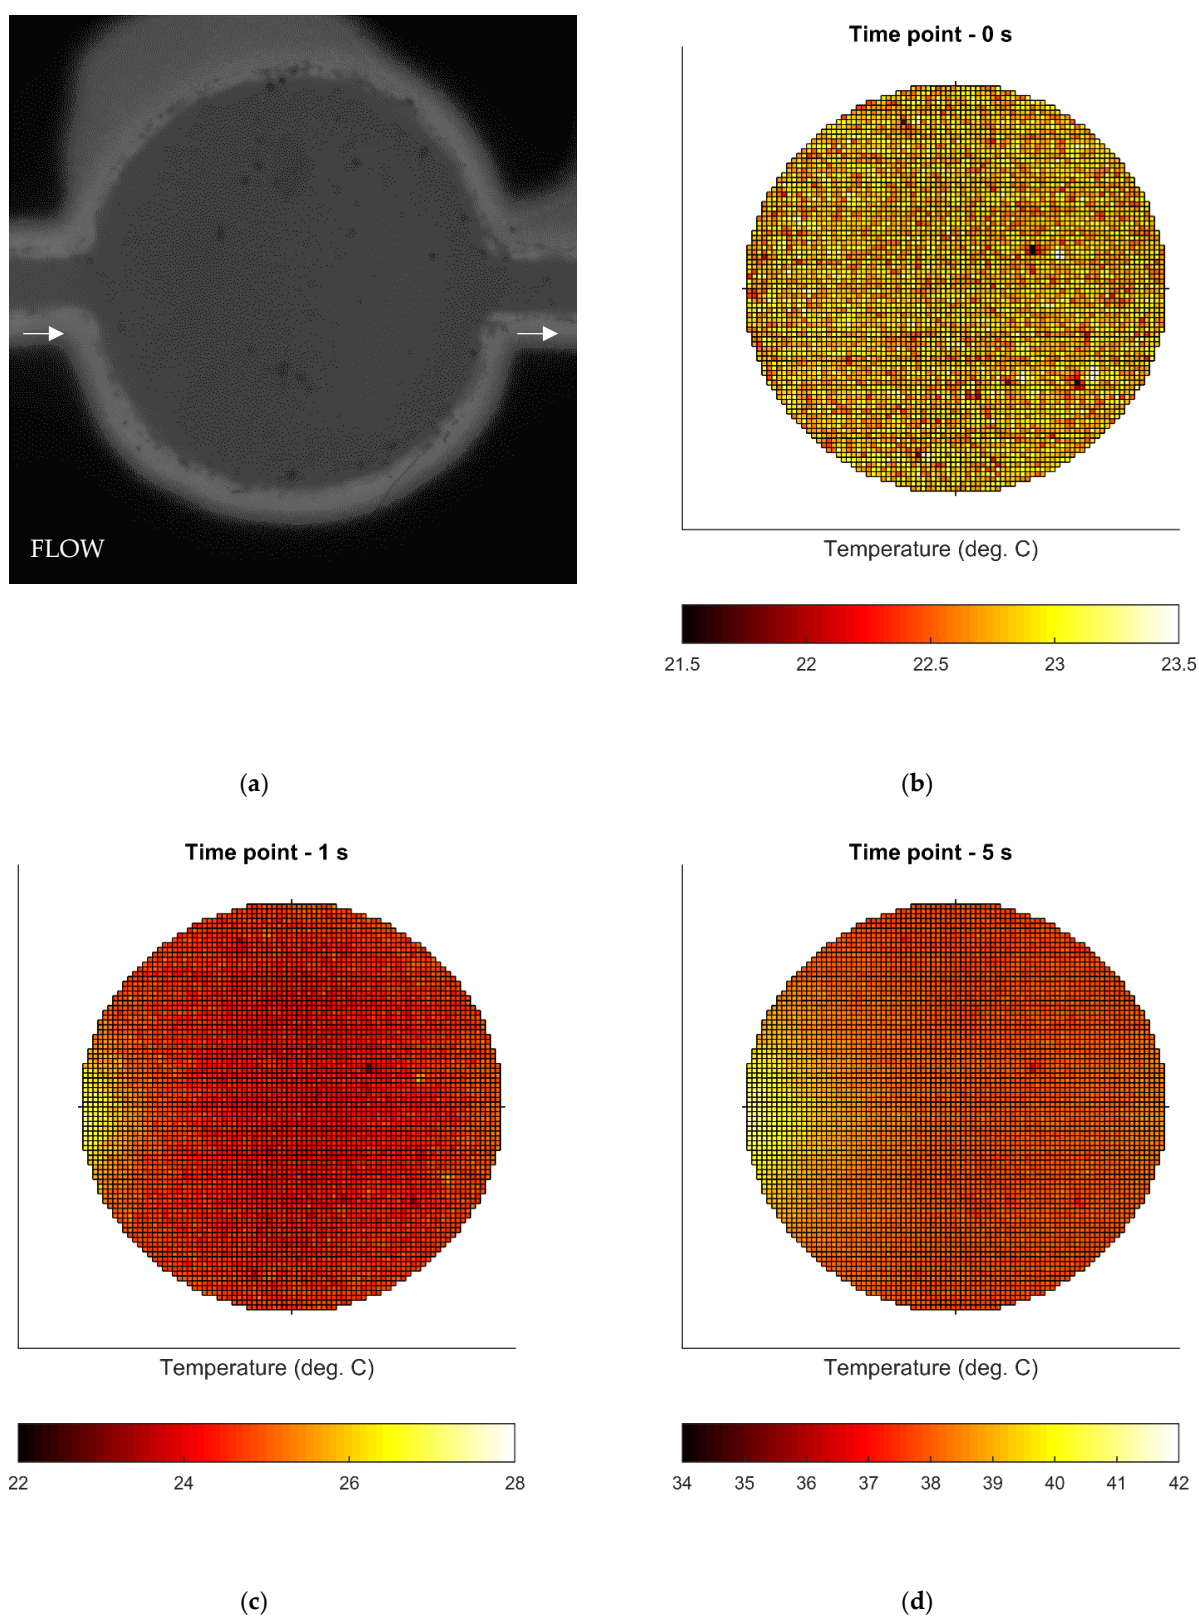 FLOW
Time point - 0 s
Temperature (deg. C)
21.5 22 22.5 23 23.5
(a)
(b)
Time point - 1 s
Temperature (deg. C)
22 24 26 28
(c)
Time point - 5 s
Temperature (deg. C)
34 35 36 37 38 39 40 41 42
(d)